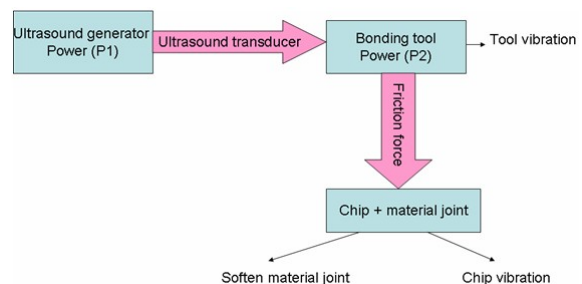 Ultrasound generator
Power (P1)
Ultrasound transducer
Bonding tool
Power (P2)
Tool vibration
Friction force
Chip + material joint
Soften material joint
Chip vibration